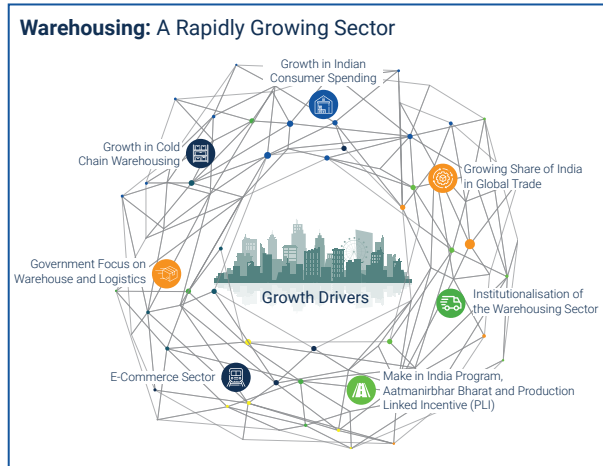 Warehousing: A Rapidly Growing Sector
Growth in Indian
Consumer Spending
Growth in Cold
Chain Warehousing
Growing Share of India
in Global Trade
Government Focus on
Warehouse and Logistics
Growth Drivers
Institutionalisation of
the Warehousing Sector
E-Commerce Sector
Make in India Program,
Aatmanirbhar Bharat and Production
Linked Incentive (PLI)